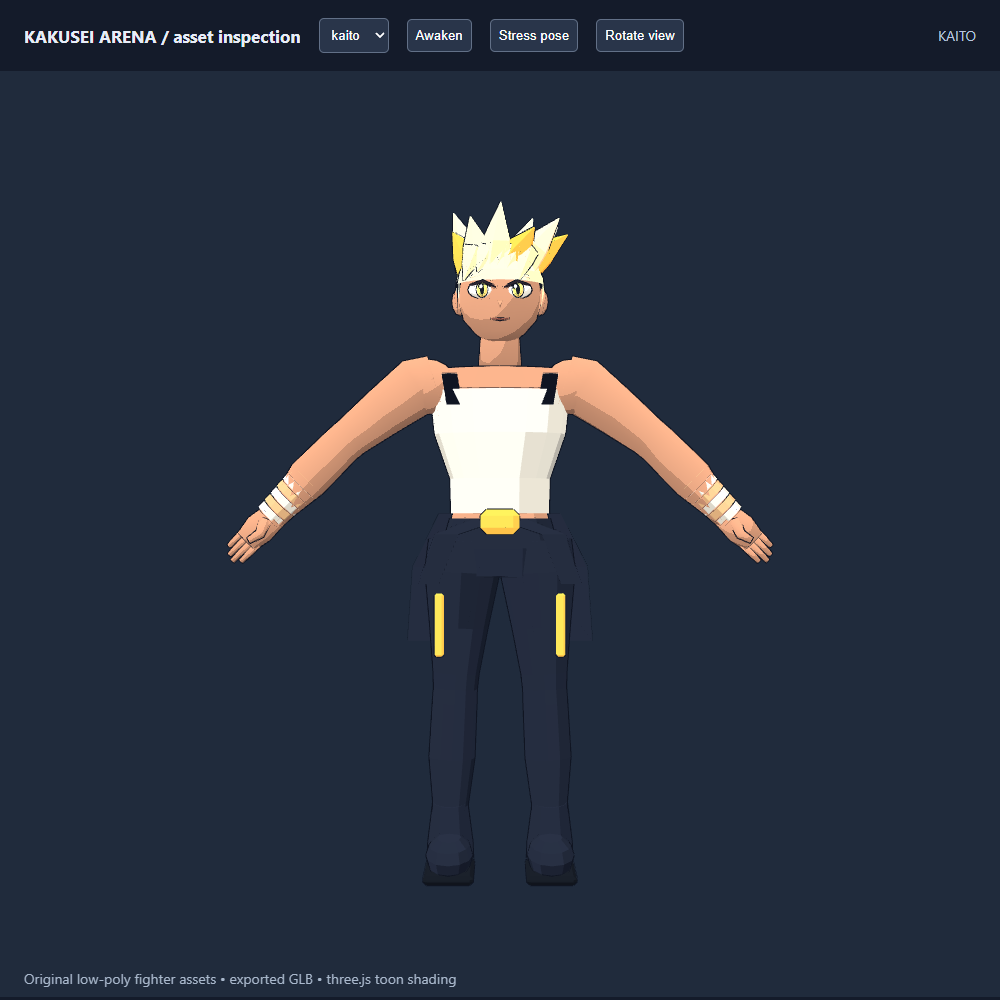 KAKUSEI ARENA / asset inspection
kaito
Awaken
Stress pose
Rotate view
KAITO
Original low-poly fighter assets • exported GLB • three.js toon shading